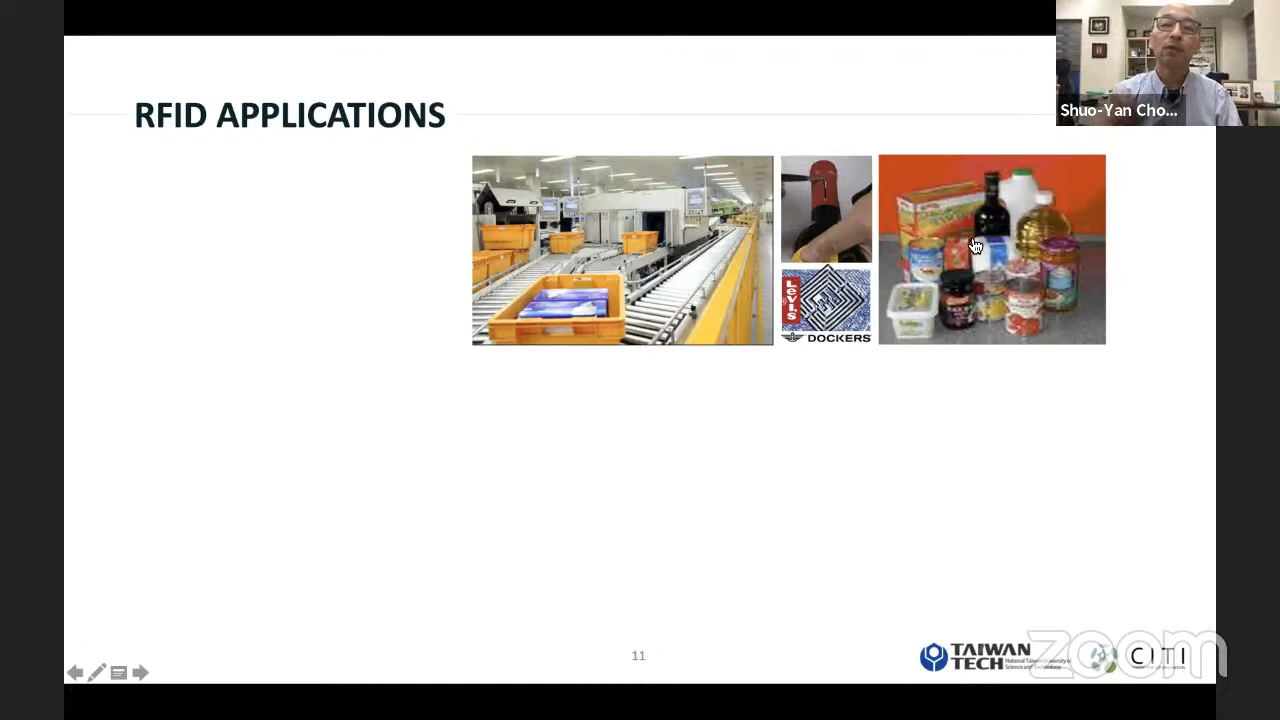 Shuo-Yan Cho...
RFID APPLICATIONS
LEVI'S
DOCKERS
11
TAIWAN
TECH
National Taiwan University of
Science and Technology
zoom
CITI